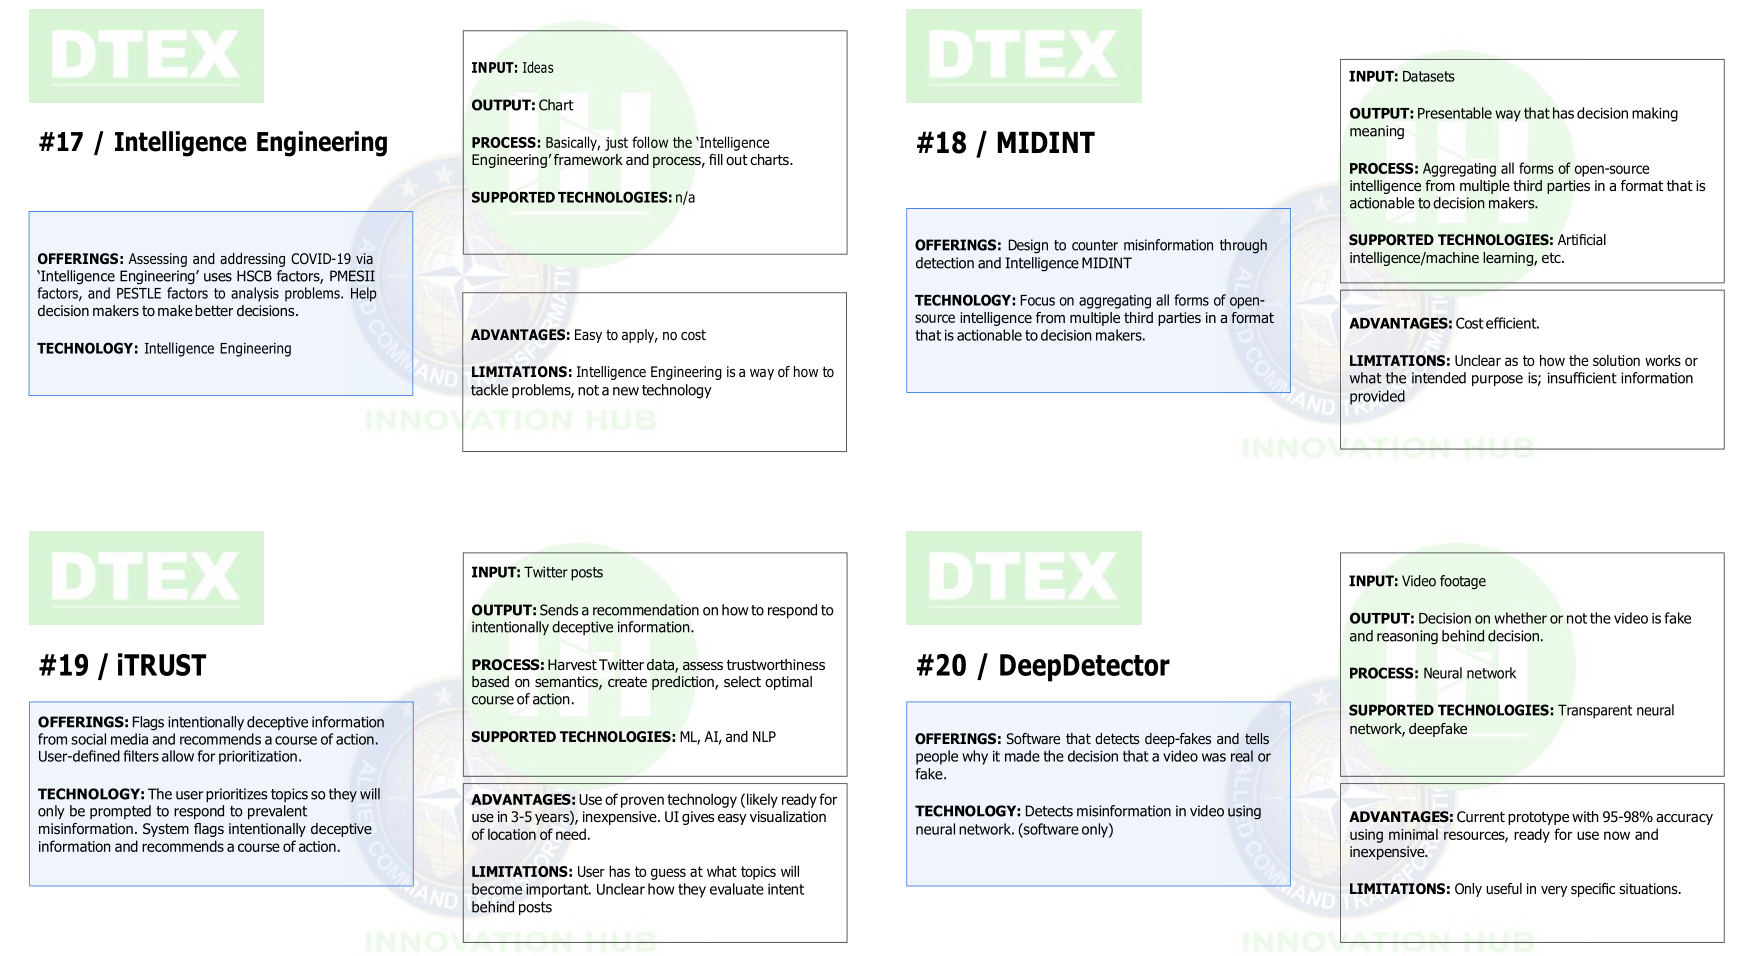 DTEX
#17 / Intelligence Engineering
OFFERINGS: Assessing and addressing COVID-19 via
‘Intelligence Engineering’ uses HSCB factors, PMESII
factors, and PESTLE factors to analysis problems. Help
decision makers to make better decisions.
TECHNOLOGY: Intelligence Engineering
INPUT: Ideas
OUTPUT: Chart
PROCESS: Basically, just follow the ‘Intelligence
Engineering’ framework and process, fill out charts.
SUPPORTED TECHNOLOGIES: n/a
ADVANTAGES: Easy to apply, no cost
LIMITATIONS: Intelligence Engineering is a way of how to
tackle problems, not a new technology
INNOVATION HUB
DTEX
#18 / MIDINT
OFFERINGS: Design to counter misinformation through
detection and Intelligence MIDINT
TECHNOLOGY: Focus on aggregating all forms of open-
source intelligence from multiple third parties in a format
that is actionable to decision makers.
INPUT: Datasets
OUTPUT: Presentable way that has decision making
meaning
PROCESS: Aggregating all forms of open-source
intelligence from multiple third parties in a format that is
actionable to decision makers.
SUPPORTED TECHNOLOGIES: Artificial
intelligence/machine learning, etc.
ADVANTAGES: Cost efficient.
LIMITATIONS: Unclear as to how the solution works or
what the intended purpose is; insufficient information
provided
INNOVATION HUB
DTEX
#19 / iTRUST
OFFERINGS: Flags intentionally deceptive information
from social media and recommends a course of action.
User-defined filters allow for prioritization.
TECHNOLOGY: The user prioritizes topics so they will
only be prompted to respond to prevalent
misinformation. System flags intentionally deceptive
information and recommends a course of action.
INPUT: Twitter posts
OUTPUT: Sends a recommendation on how to respond to
intentionally deceptive information.
PROCESS: Harvest Twitter data, assess trustworthiness
based on semantics, create prediction, select optimal
course of action.
SUPPORTED TECHNOLOGIES: ML, AI, and NLP
ADVANTAGES: Use of proven technology (likely ready for
use in 3-5 years), inexpensive. UI gives easy visualization
of location of need.
LIMITATIONS: User has to guess at what topics will
become important. Unclear how they evaluate intent
behind posts
INNOVATION HUB
DTEX
#20 / DeepDetector
OFFERINGS: Software that detects deep-fakes and tells
people why it made the decision that a video was real or
fake.
TECHNOLOGY: Detects misinformation in video using
neural network. (software only)
INPUT: Video footage
OUTPUT: Decision on whether or not the video is fake
and reasoning behind decision.
PROCESS: Neural network
SUPPORTED TECHNOLOGIES: Transparent neural
network, deepfake
ADVANTAGES: Current prototype with 95-98% accuracy
using minimal resources, ready for use now and
inexpensive.
LIMITATIONS: Only useful in very specific situations.
INNOVATION HUB